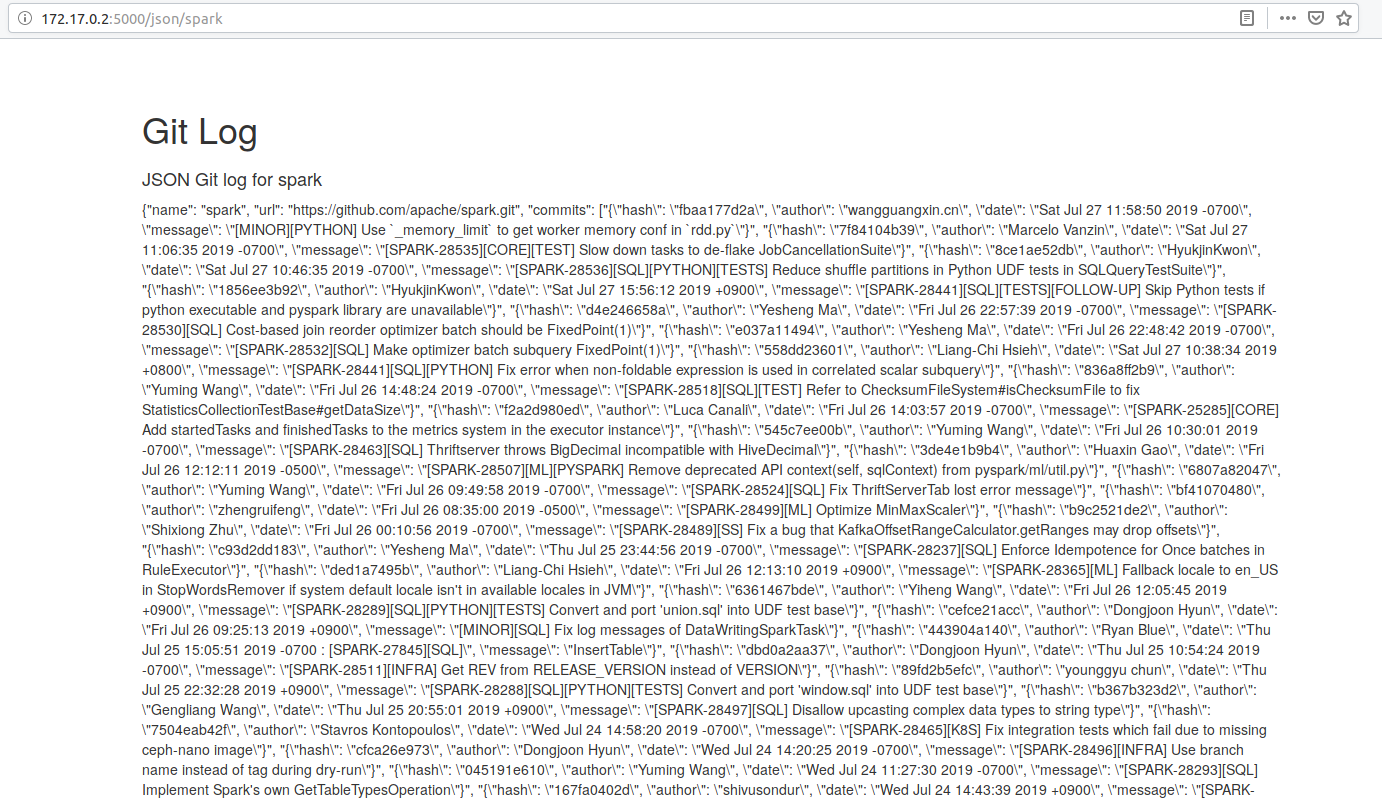 172.17.0.2:5000/json/spark
Git Log
JSON Git log for spark
{"name": "spark", "url": "https://github.com/apache/spark.git", "commits": ["{\"hash\": \"fbaa177d2a\", \"author\": \"wangguangxin.cn\", \"date\": \"Sat Jul 27 11:58:50 2019 -0700\",
\"message\": \"[MINOR][PYTHON] Use `_memory_limit` to get worker memory conf in `rdd.py`\"}", "{\"hash\": \"7f84104b39\", \"author\": \"Marcelo Vanzin\", \"date\": \"Sat Jul 27
11:06:35 2019 -0700\", \"message\": \"[SPARK-28535][CORE][TEST] Slow down tasks to de-flake JobCancellationSuite\"}", "{\"hash\": \"8ce1ae52db\", \"author\": \"HyukjinKwon\",
\"date\": \"Sat Jul 27 10:46:35 2019 -0700\", \"message\": \"[SPARK-28536][SQL][PYTHON][TESTS] Reduce shuffle partitions in Python UDF tests in SQLQueryTestSuite\"}",
"{\"hash\": \"1856ee3b92\", \"author\": \"HyukjinKwon\", \"date\": \"Sat Jul 27 15:56:12 2019 +0900\", \"message\": \"[SPARK-28441][SQL][TESTS][FOLLOW-UP] Skip Python tests if
python executable and pyspark library are unavailable\"}", "{\"hash\": \"d4e246658a\", \"author\": \"Yesheng Ma\", \"date\": \"Fri Jul 26 22:57:39 2019 -0700\", \"message\": \"[SPARK-
28530][SQL] Cost-based join reorder optimizer batch should be FixedPoint(1)\"}", "{\"hash\": \"e037a11494\", \"author\": \"Yesheng Ma\", \"date\": \"Fri Jul 26 22:48:42 2019 -0700\",
\"message\": \"[SPARK-28532][SQL] Make optimizer batch subquery FixedPoint(1)\"}", "{\"hash\": \"558dd23601\", \"author\": \"Liang-Chi Hsieh\", \"date\": \"Sat Jul 27 10:38:34 2019
+0800\", \"message\": \"[SPARK-28441][SQL][PYTHON] Fix error when non-foldable expression is used in correlated scalar subquery\"}", "{\"hash\": \"836a8ff2b9\", \"author\":
\"Yuming Wang\", \"date\": \"Fri Jul 26 14:48:24 2019 -0700\", \"message\": \"[SPARK-28518][SQL][TEST] Refer to ChecksumFileSystem#isChecksumFile to fix
StatisticsCollectionTestBase#getDataSize\"}", "{\"hash\": \"f2a2d980ed\", \"author\": \"Luca Canali\", \"date\": \"Fri Jul 26 14:03:57 2019 -0700\", \"message\": \"[SPARK-25285][CORE]
Add startedTasks and finishedTasks to the metrics system in the executor instance\"}", "{\"hash\": \"545c7ee00b\", \"author\": \"Yuming Wang\", \"date\": \"Fri Jul 26 10:30:01 2019
-0700\", \"message\": \"[SPARK-28463][SQL] Thriftserver throws BigDecimal incompatible with HiveDecimal\"}", "{\"hash\": \"3de4e1b9b4\", \"author\": \"Huaxin Gao\", \"date\": \"Fri
Jul 26 12:12:11 2019 -0500\", \"message\": \"[SPARK-28507][ML][PYSPARK] Remove deprecated API context(self, sqlContext) from pyspark/ml/util.py\"}", "{\"hash\": \"6807a82047\",
\"author\": \"Yuming Wang\", \"date\": \"Fri Jul 26 09:49:58 2019 -0700\", \"message\": \"[SPARK-28524][SQL] Fix ThriftServerTab lost error message\"}", "{\"hash\": \"bf41070480\",
\"author\": \"zhengruifeng\", \"date\": \"Fri Jul 26 08:35:00 2019 -0500\", \"message\": \"[SPARK-28499][ML] Optimize MinMaxScaler\"}", "{\"hash\": \"b9c2521de2\", \"author\":
\"Shixiong Zhu\", \"date\": \"Fri Jul 26 00:10:56 2019 -0700\", \"message\": \"[SPARK-28489][SS] Fix a bug that KafkaOffsetRangeCalculator.getRanges may drop offsets\"}",
"{\"hash\": \"c93d2dd183\", \"author\": \"Yesheng Ma\", \"date\": \"Thu Jul 25 23:44:56 2019 -0700\", \"message\": \"[SPARK-28237][SQL] Enforce Idempotence for Once batches in
RuleExecutor\"}", "{\"hash\": \"ded1a7495b\", \"author\": \"Liang-Chi Hsieh\", \"date\": \"Fri Jul 26 12:13:10 2019 +0900\", \"message\": \"[SPARK-28365][ML] Fallback locale to en_US
in StopWordsRemover if system default locale isn't in available locales in JVM\"}", "{\"hash\": \"6361467bde\", \"author\": \"Yiheng Wang\", \"date\": \"Fri Jul 26 12:05:45 2019
+0900\", \"message\": \"[SPARK-28289][SQL][PYTHON][TESTS] Convert and port 'union.sql' into UDF test base\"}", "{\"hash\": \"cefce21acc\", \"author\": \"Dongjoon Hyun\", \"date\":
\"Fri Jul 26 09:25:13 2019 +0900\", \"message\": \"[MINOR][SQL] Fix log messages of DataWritingSparkTask\"}", "{\"hash\": \"443904a140\", \"author\": \"Ryan Blue\", \"date\": \"Thu
Jul 25 15:05:51 2019 -0700 : [SPARK-27845][SQL]\", \"message\": \"InsertTable\"}", "{\"hash\": \"dbd0a2aa37\", \"author\": \"Dongjoon Hyun\", \"date\": \"Thu Jul 25 10:54:24 2019
-0700\", \"message\": \"[SPARK-28511][INFRA] Get REV from RELEASE_VERSION instead of VERSION\"}", "{\"hash\": \"89fd2b5efc\", \"author\": \"younggyu chun\", \"date\": \"Thu
Jul 25 22:32:28 2019 +0900\", \"message\": \"[SPARK-28288][SQL][PYTHON][TESTS] Convert and port 'window.sql' into UDF test base\"}", "{\"hash\": \"b367b323d2\", \"author\":
\"Gengliang Wang\", \"date\": \"Thu Jul 25 20:55:01 2019 +0900\", \"message\": \"[SPARK-28497][SQL] Disallow upcasting complex data types to string type\"}", "{\"hash\":
\"7504eab42f\", \"author\": \"Stavros Kontopoulos\", \"date\": \"Wed Jul 24 14:58:20 2019 -0700\", \"message\": \"[SPARK-28465][K8S] Fix integration tests which fail due to missing
ceph-nano image\"}", "{\"hash\": \"cfca26e973\", \"author\": \"Dongjoon Hyun\", \"date\": \"Wed Jul 24 14:20:25 2019 -0700\", \"message\": \"[SPARK-28496][INFRA] Use branch
name instead of tag during dry-run\"}", "{\"hash\": \"045191e610\", \"author\": \"Yuming Wang\", \"date\": \"Wed Jul 24 11:27:30 2019 -0700\", \"message\": \"[SPARK-28293][SQL]
Implement Spark's own GetTableTypesOperation\"}", "{\"hash\": \"167fa0402d\", \"author\": \"shivusondur\", \"date\": \"Wed Jul 24 14:43:39 2019 +0900\", \"message\": \"[SPARK-